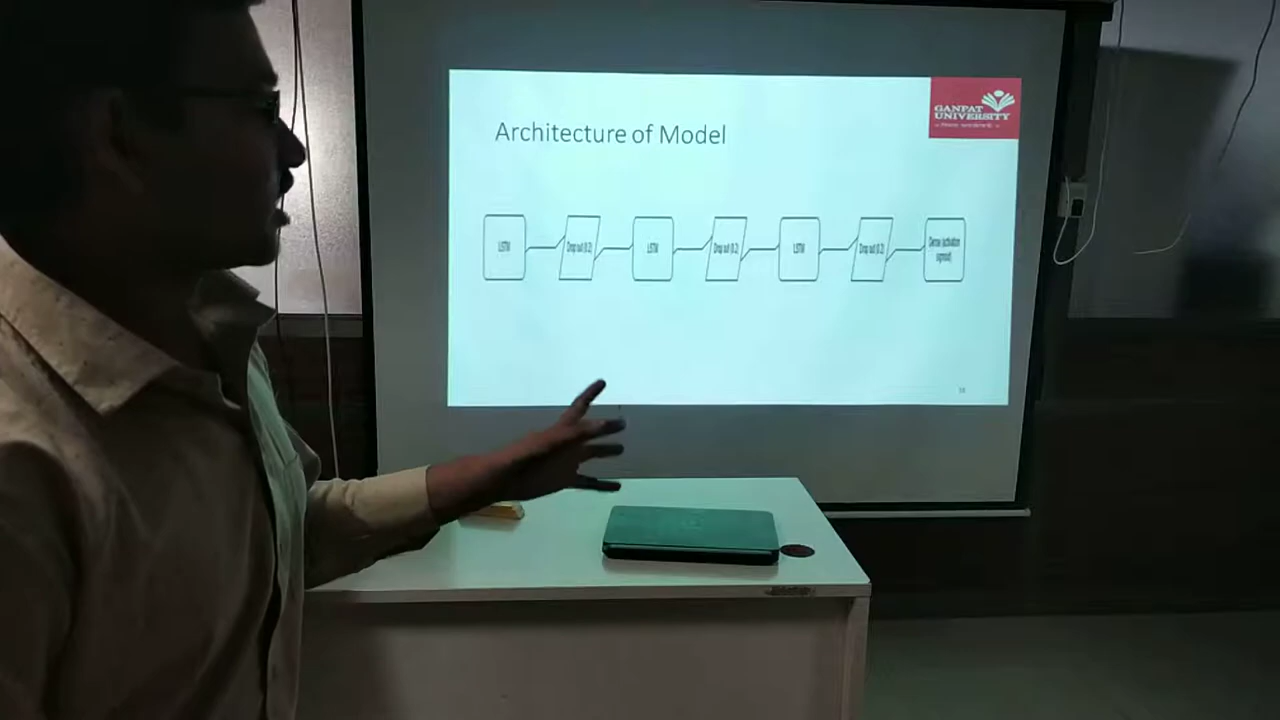 GANPAT
UNIVERSITY
Architecture of Model
LSTM
Drop out (0.2)
LSTM
Drop out (0.2)
LSTM
Drop out (0.2)
Dense (activation
sigmoid)